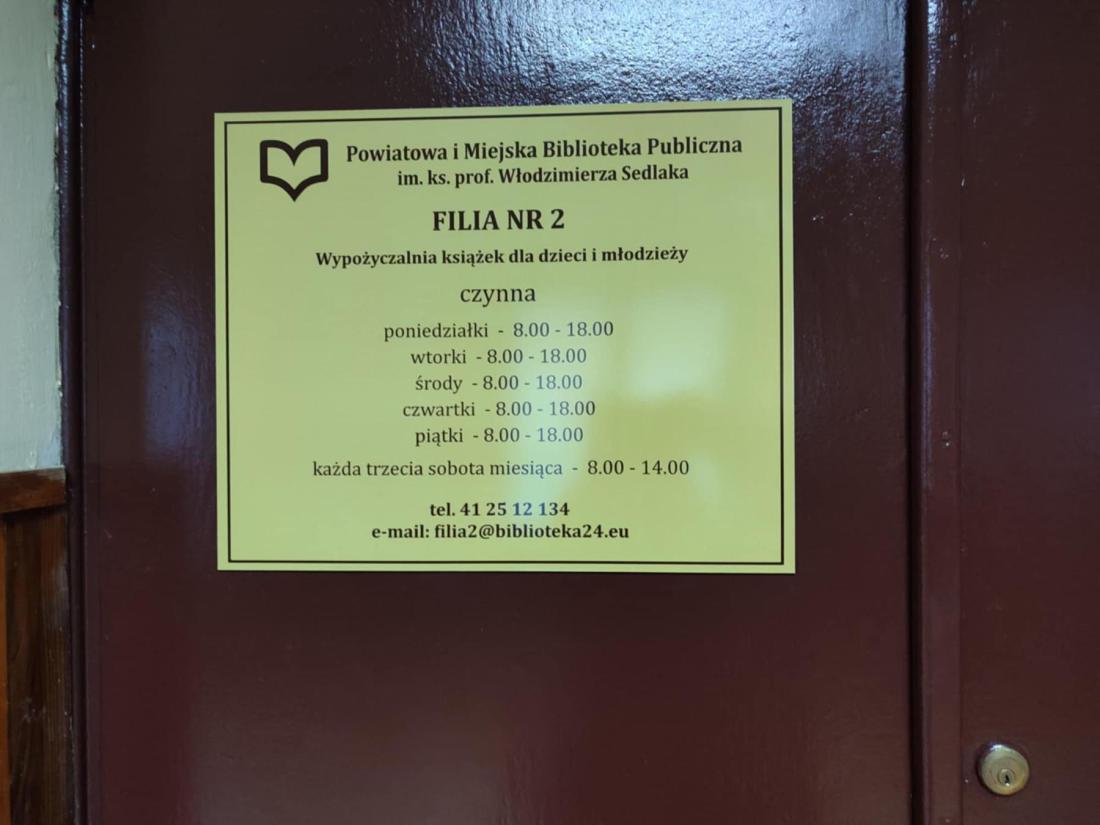 Powiatowa i Miejska Biblioteka Publiczna
im. ks. prof. Włodzimierza Sedlaka
FILIA NR 2
Wypożyczalnia książek dla dzieci i młodzieży
czynna
poniedziałki - 8.00 - 18.00
wtorki - 8.00 - 18.00
środy - 8.00 - 18.00
czwartki - 8.00 - 18.00
piątki - 8.00 - 18.00
każda trzecia sobota miesiąca - 8.00 - 14.00
tel. 41 25 12 134
e-mail: filia2@biblioteka24.eu